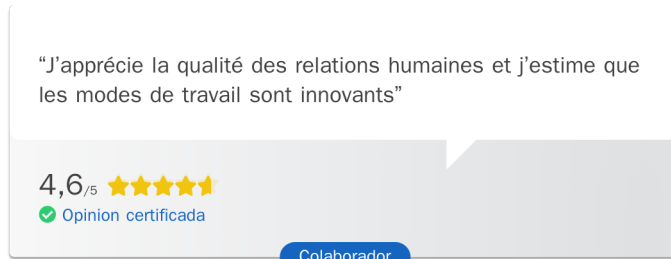 “J’apprécie la qualité des relations humaines et j’estime que
les modes de travail sont innovants”
4,6/5
Opinion certificada
Colaborador